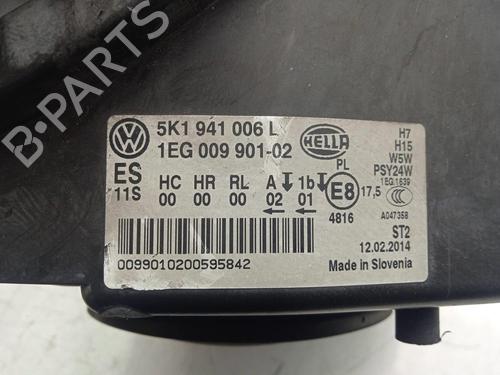 B-PARTS
5K1 941 006 L
1EG 009 901-02
HELLA
PL
H7
H15
W5W
PSY24W
1EG.1639
ES
11S
HC HR RL A 1b
00 00 00 02 01
E8
17,5
4816
A047358
ST2
12.02.2014
0099010200595842
Made in Slovenia